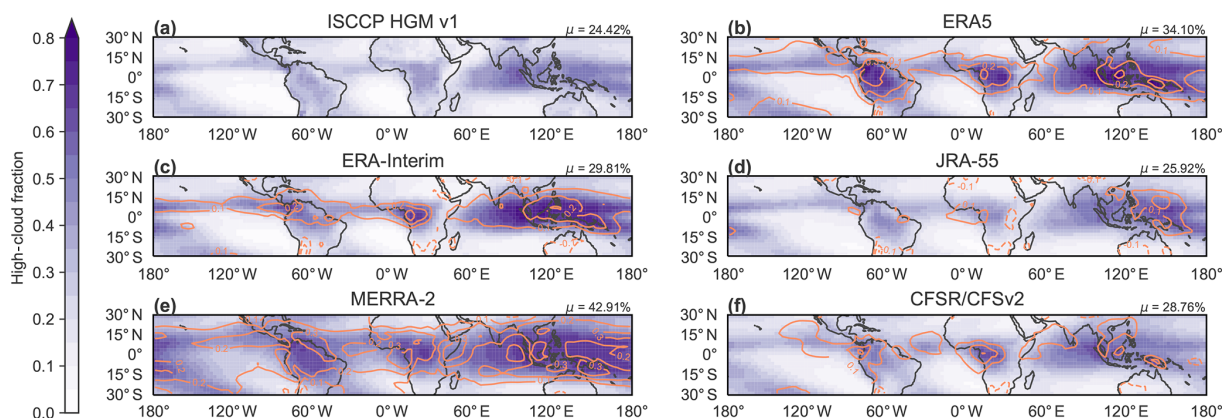 (a) ISCCP HGM v1 μ = 24.42%
30° N
15° N
0°
15° S
30° S
180° 120° W 60° W 0° W 60° E 120° E 180°
(b) ERA5 μ = 34.10%
30° N
15° N
0°
15° S
30° S
180° 120° W 60° W 0° W 60° E 120° E 180°
(c) ERA-Interim μ = 29.81%
30° N
15° N
0°
15° S
30° S
180° 120° W 60° W 0° W 60° E 120° E 180°
(d) JRA-55 μ = 25.92%
30° N
15° N
0°
15° S
30° S
180° 120° W 60° W 0° W 60° E 120° E 180°
(e) MERRA-2 μ = 42.91%
30° N
15° N
0°
15° S
30° S
180° 120° W 60° W 0° W 60° E 120° E 180°
(f) CFSR/CFSv2 μ = 28.76%
30° N
15° N
0°
15° S
30° S
180° 120° W 60° W 0° W 60° E 120° E 180°
High-cloud fraction
0.8
0.7
0.6
0.5
0.4
0.3
0.2
0.1
0.0